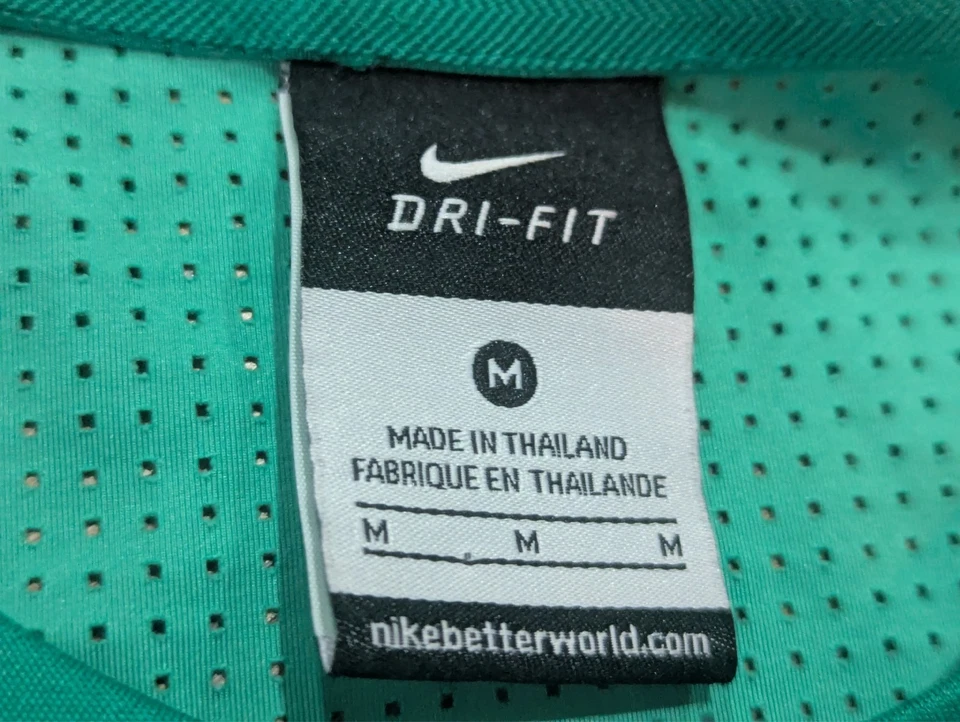 DRI-FIT
M
MADE IN THAILAND
FABRIQUE EN THAILANDE
M M M
nikebetterworld.com